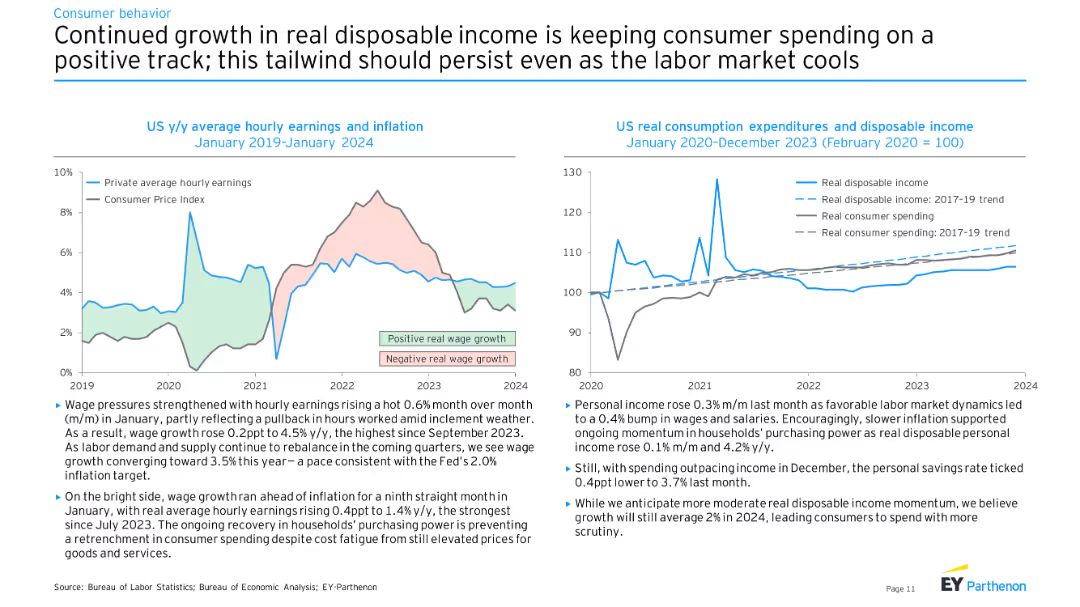 Consumer behavior
Continued growth in real disposable income is keeping consumer spending on a
positive track; this tailwind should persist even as the labor market cools
US y/y average hourly earnings and inflation
January 2019-January 2024
10%
8%
6%
4%
2%
0%
Private average hourly earnings
Consumer Price Index
Positive real wage growth
Negative real wage growth
2019 2020 2021 2022 2023 2024
▸ Wage pressures strengthened with hourly earnings rising a hot 0.6% month over month
(m/m) in January, partly reflecting a pullback in hours worked amid inclement weather.
As a result, wage growth rose 0.2ppt to 4.5% y/y, the highest since September 2023.
As labor demand and supply continue to rebalance in the coming quarters, we see wage
growth converging toward 3.5% this year — a pace consistent with the Fed's 2.0%
inflation target.
▸ On the bright side, wage growth ran ahead of inflation for a ninth straight month in
January, with real average hourly earnings rising 0.4ppt to 1.4% y/y, the strongest
since July 2023. The ongoing recovery in households' purchasing power is preventing
a retrenchment in consumer spending despite cost fatigue from still elevated prices for
goods and services.
US real consumption expenditures and disposable income
January 2020-December 2023 (February 2020 = 100)
130
120
110
100
90
80
Real disposable income
Real disposable income: 2017-19 trend
Real consumer spending
Real consumer spending: 2017-19 trend
2020 2021 2022 2023 2024
▸ Personal income rose 0.3% m/m last month as favorable labor market dynamics led
to a 0.4% bump in wages and salaries. Encouragingly, slower inflation supported
ongoing momentum in households' purchasing power as real disposable personal
income rose 0.1% m/m and 4.2% y/y.
▸ Still, with spending outpacing income in December, the personal savings rate ticked
0.4ppt lower to 3.7% last month.
▸ While we anticipate more moderate real disposable income momentum, we believe
growth will still average 2% in 2024, leading consumers to spend with more
scrutiny.
Source: Bureau of Labor Statistics; Bureau of Economic Analysis; EY-Parthenon
Page 11
EY Parthenon